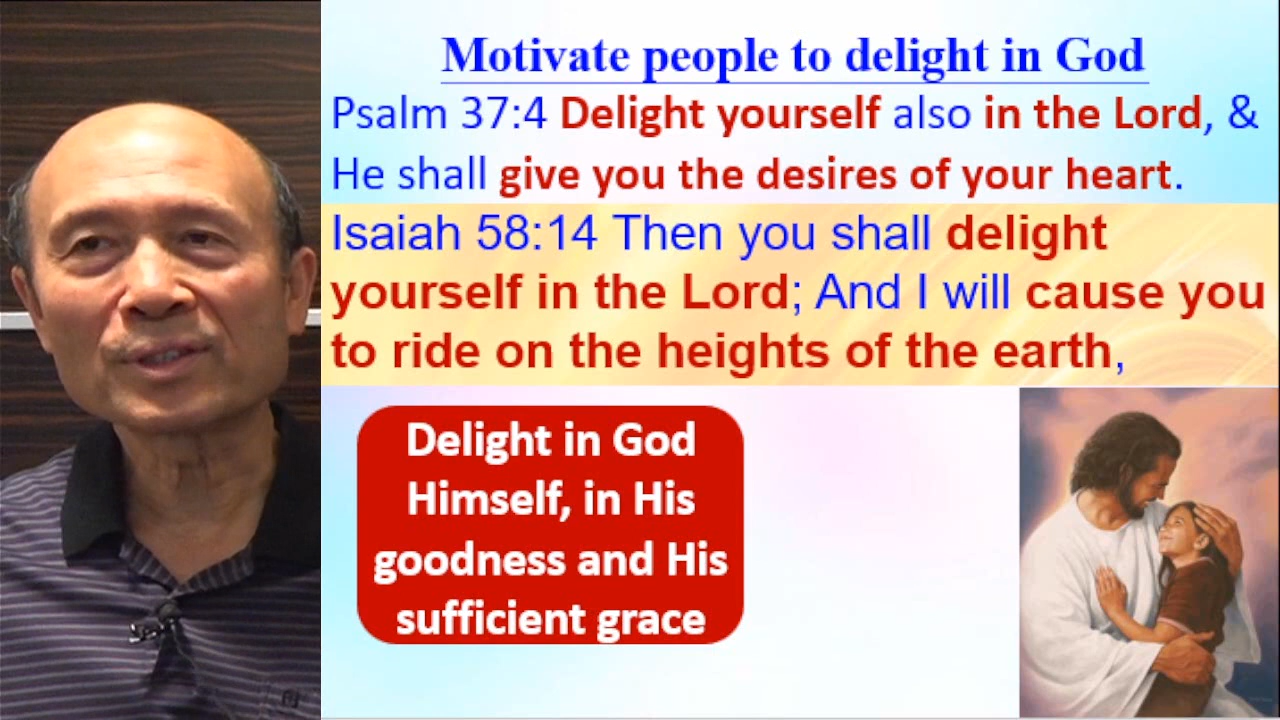 Motivate people to delight in God
Psalm 37:4 Delight yourself also in the Lord, &
He shall give you the desires of your heart.
Isaiah 58:14 Then you shall delight
yourself in the Lord; And I will cause you
to ride on the heights of the earth,
Delight in God
Himself, in His
goodness and His
sufficient grace